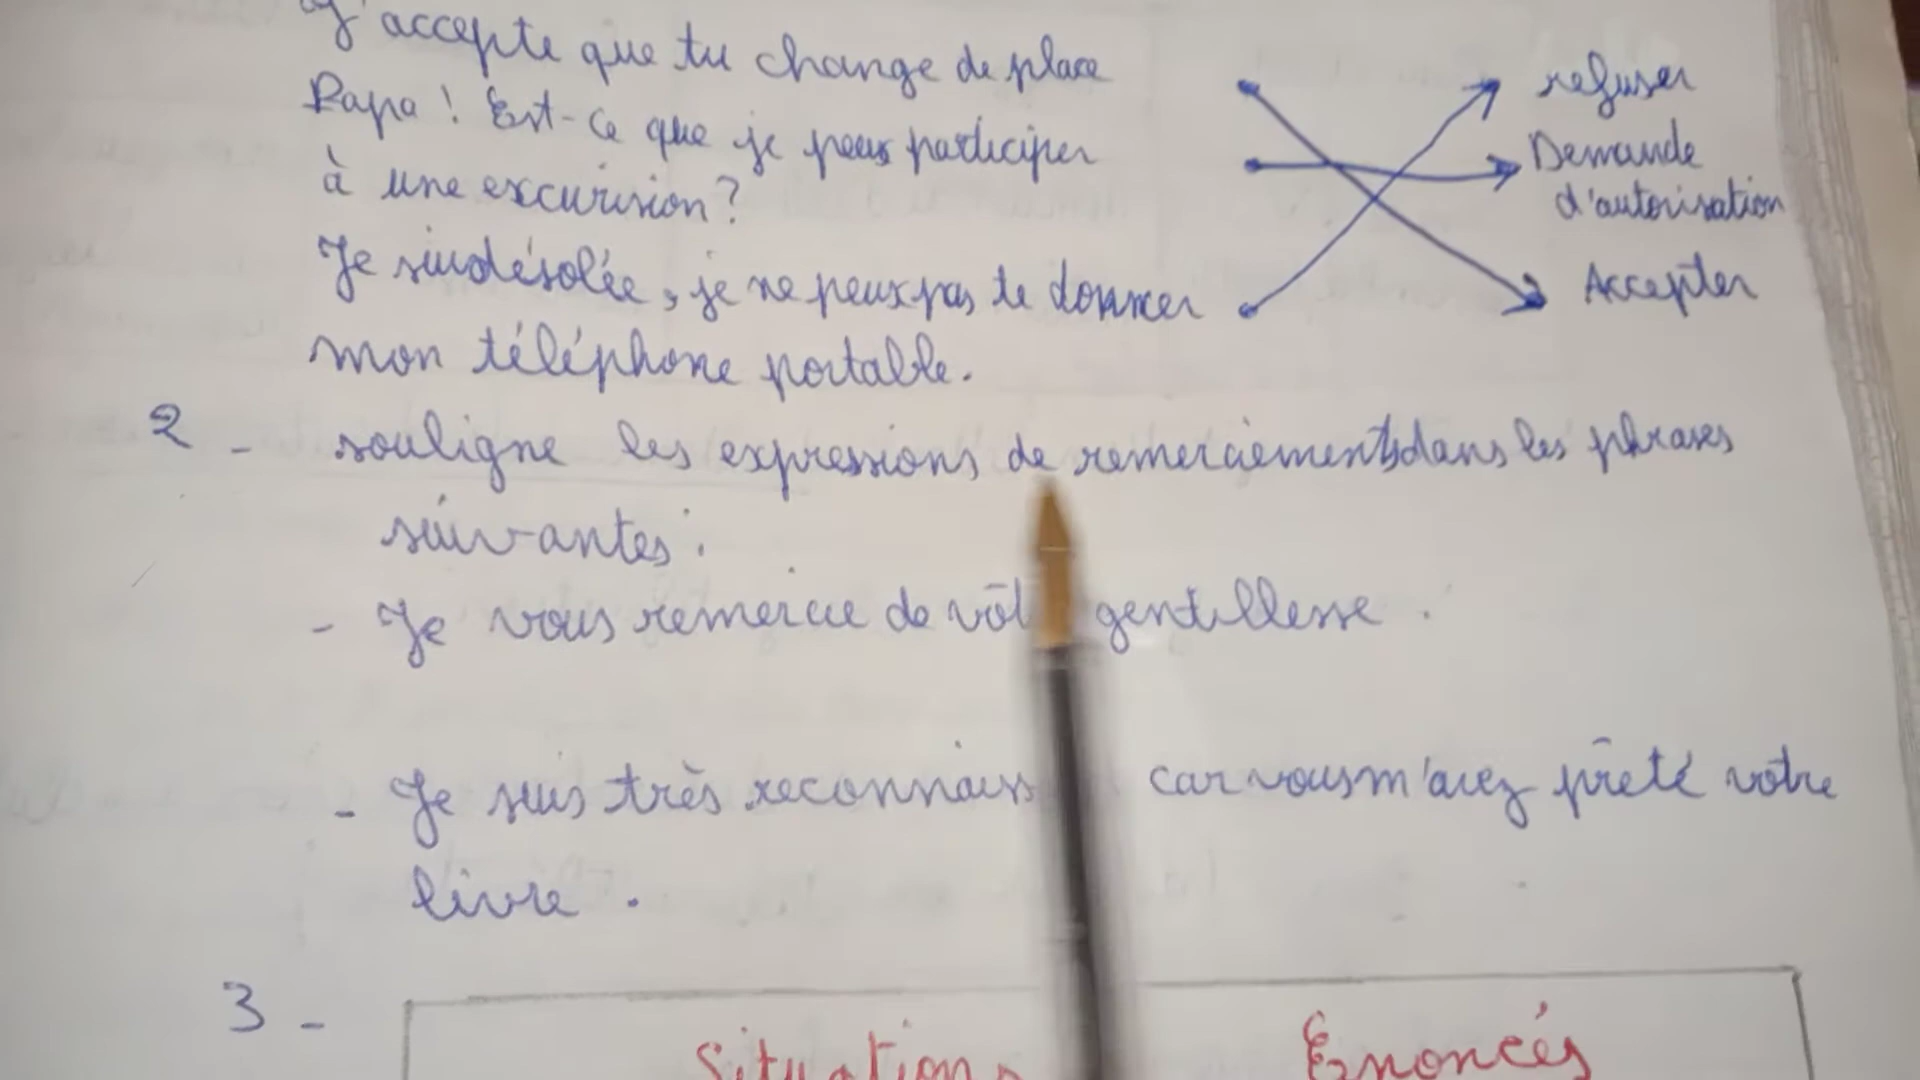 J'accepte que tu change de place
Papa ! Est-ce que je peux participer
à une excursion ?
Je suis désolée, je ne peux pas te donner
mon téléphone portable.
refuser
Demande
d'autorisation
Accepter
2 - souligne les expressions de remerciements dans les phrases
suivantes :
- Je vous remercie de gentillesse .
- Je suis très car vous m'avez prêté vôtre
livre .
3 -
Situations
Enoncés